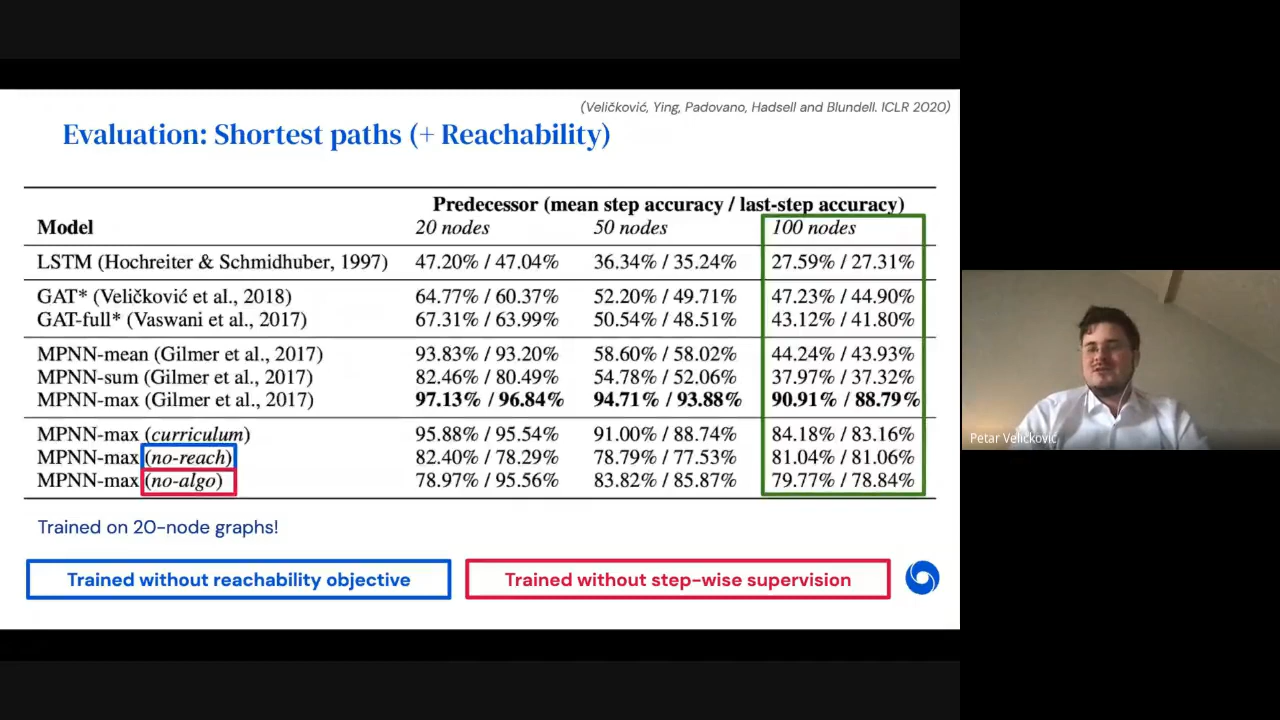 (Veličković, Ying, Padovano, Hadsell and Blundell. ICLR 2020)
Evaluation: Shortest paths (+ Reachability)
Predecessor (mean step accuracy / last-step accuracy)
Model 20 nodes 50 nodes 100 nodes
LSTM (Hochreiter & Schmidhuber, 1997) 47.20% / 47.04% 36.34% / 35.24% 27.59% / 27.31%
GAT* (Veličković et al., 2018) 64.77% / 60.37% 52.20% / 49.71% 47.23% / 44.90%
GAT-full* (Vaswani et al., 2017) 67.31% / 63.99% 50.54% / 48.51% 43.12% / 41.80%
MPNN-mean (Gilmer et al., 2017) 93.83% / 93.20% 58.60% / 58.02% 44.24% / 43.93%
MPNN-sum (Gilmer et al., 2017) 82.46% / 80.49% 54.78% / 52.06% 37.97% / 37.32%
MPNN-max (Gilmer et al., 2017) 97.13% / 96.84% 94.71% / 93.88% 90.91% / 88.79%
MPNN-max (curriculum) 95.88% / 95.54% 91.00% / 88.74% 84.18% / 83.16%
MPNN-max (no-reach) 82.40% / 78.29% 78.79% / 77.53% 81.04% / 81.06%
MPNN-max (no-algo) 78.97% / 95.56% 83.82% / 85.87% 79.77% / 78.84%
Trained on 20-node graphs!
Trained without reachability objective
Trained without step-wise supervision
Petar Veličković